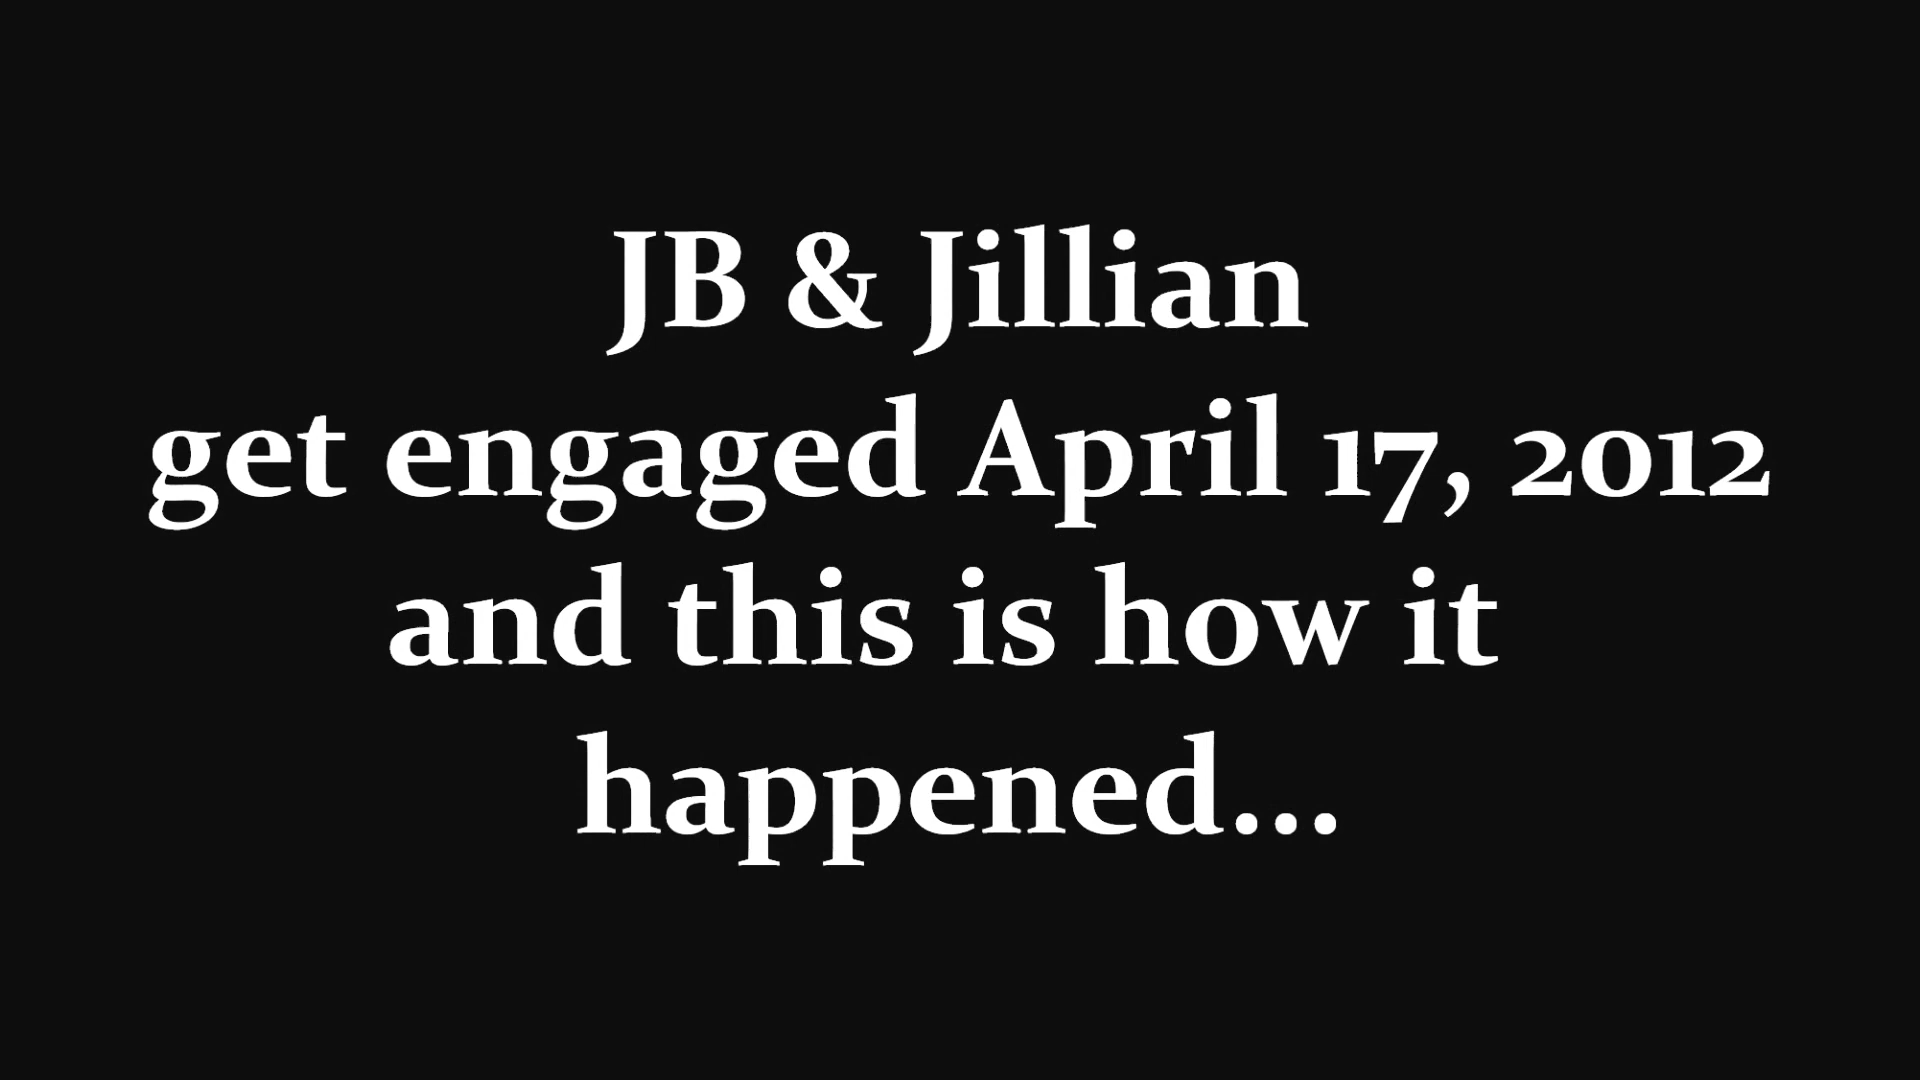 JB & Jillian
get engaged April 17, 2012
and this is how it
happened...